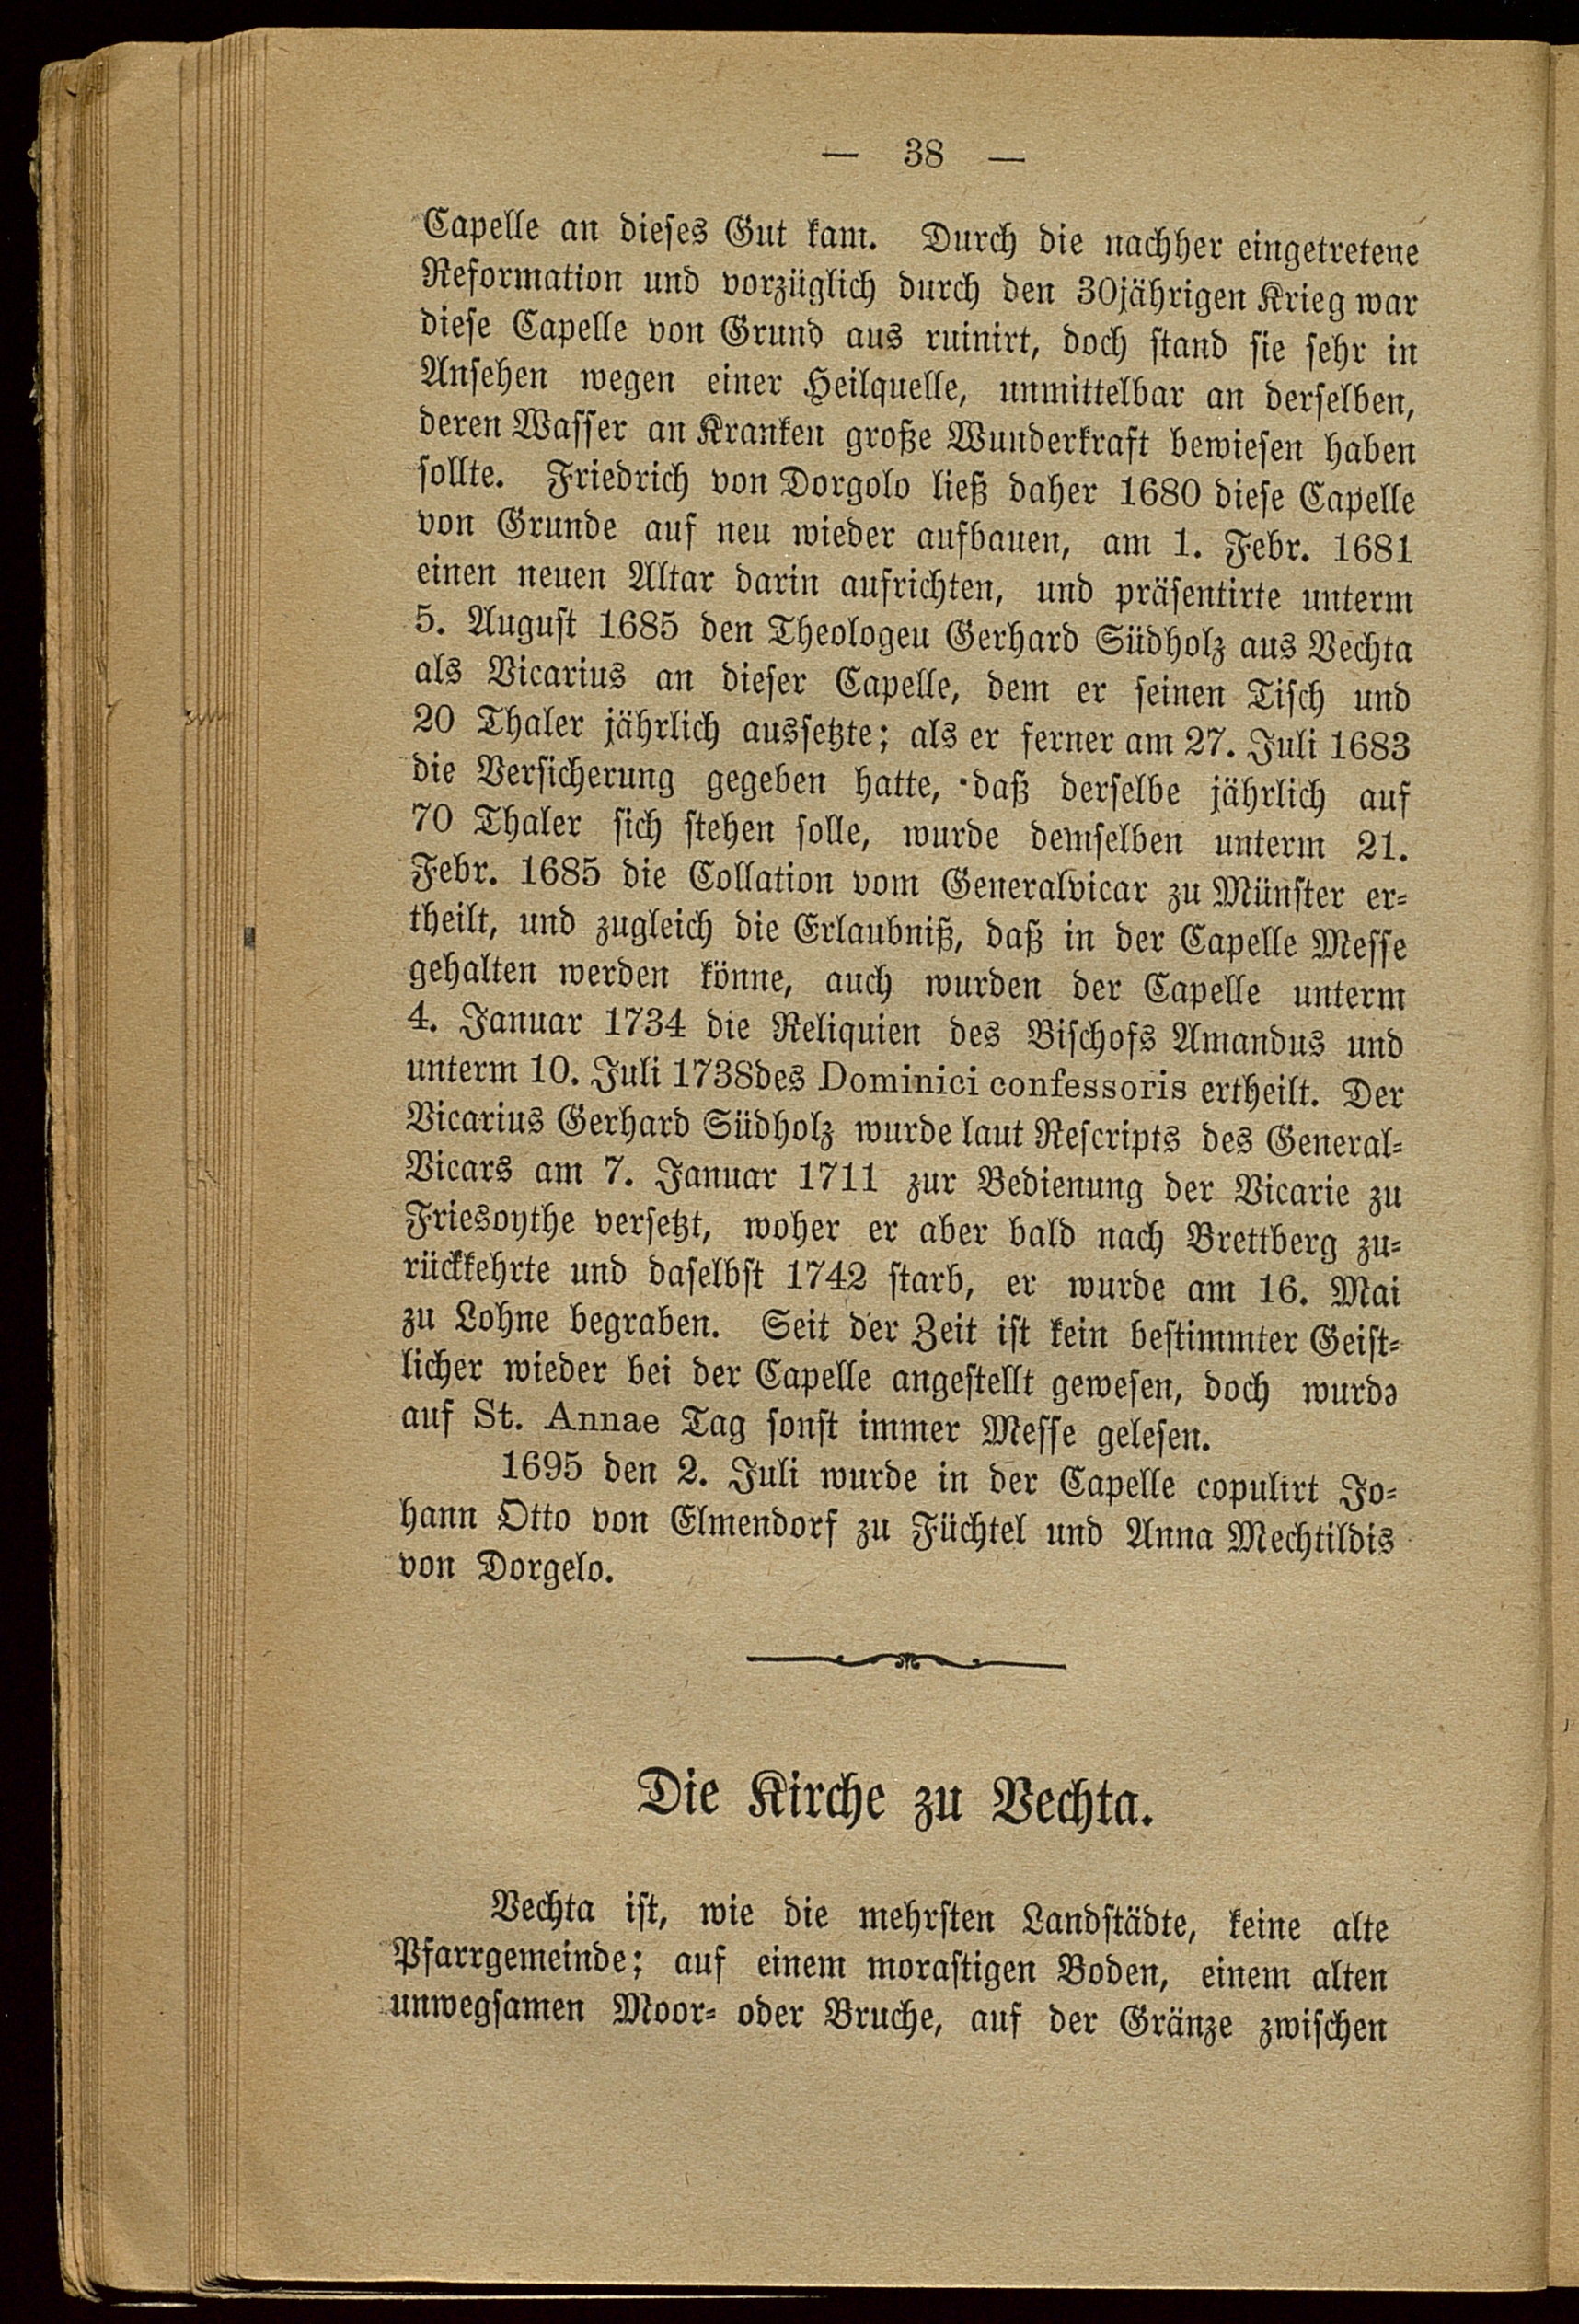 — 38 —
Capelle an dieses Gut kam. Durch die nachher eingetretene
Reformation und vorzüglich durch den 30jährigen Krieg war
diese Capelle von Grund aus ruinirt, doch stand sie sehr in
Ansehen wegen einer Heilquelle, unmittelbar an derselben,
deren Wasser an Kranken große Wunderkraft bewiesen haben
sollte. Friedrich von Dorgolo ließ daher 1680 diese Capelle
von Grunde auf neu wieder aufbauen, am 1. Febr. 1681
einen neuen Altar darin aufrichten, und präsentirte unterm
5. August 1685 den Theologeu Gerhard Südholz aus Vechta
als Vicarius an dieser Capelle, dem er seinen Tisch und
20 Thaler jährlich aussetzte; als er ferner am 27. Juli 1683
die Versicherung gegeben hatte, daß derselbe jährlich auf
70 Thaler sich stehen solle, wurde demselben unterm 21.
Febr. 1685 die Collation vom Generalvicar zu Münster er-
theilt, und zugleich die Erlaubniß, daß in der Capelle Messe
gehalten werden könne, auch wurden der Capelle unterm
4. Januar 1734 die Reliquien des Bischofs Amandus und
unterm 10. Juli 1738des Dominici confessoris ertheilt. Der
Vicarius Gerhard Südholz wurde laut Rescripts des General-
Vicars am 7. Januar 1711 zur Bedienung der Vicarie zu
Friesoythe versetzt, woher er aber bald nach Brettberg zu-
rückkehrte und daselbst 1742 starb, er wurde am 16. Mai
zu Lohne begraben. Seit der Zeit ist kein bestimmter Geist-
licher wieder bei der Capelle angestellt gewesen, doch wurdə
auf St. Annae Tag sonst immer Messe gelesen.
1695 den 2. Juli wurde in der Capelle copulirt Jo-
hann Otto von Elmendorf zu Füchtel und Anna Mechtildis
von Dorgelo.
Die Kirche zu Vechta.
Vechta ist, wie die mehrsten Landstädte, keine alte
Pfarrgemeinde; auf einem morastigen Boden, einem alten
unwegsamen Moor- oder Bruche, auf der Gränze zwischen